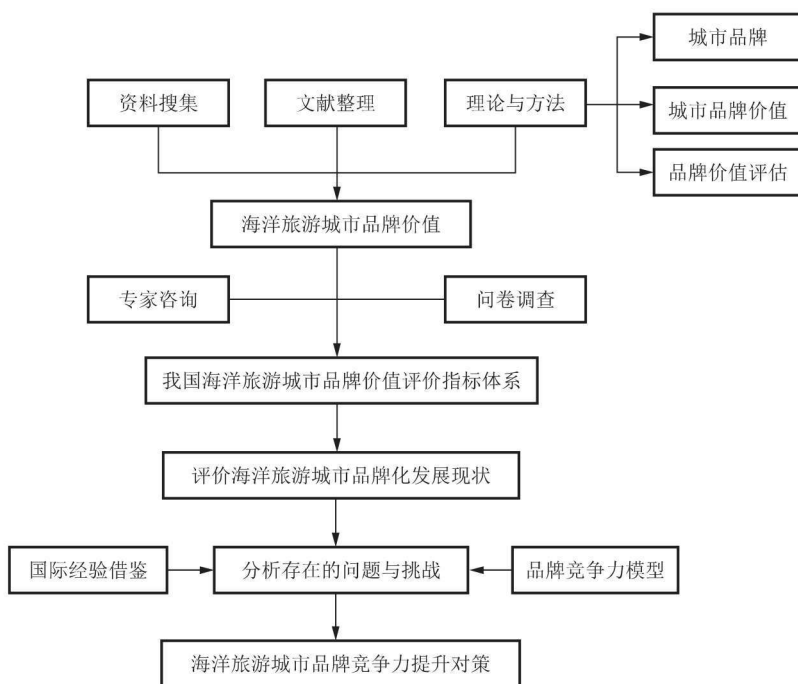 城市品牌
资料搜集
文献整理
理论与方法
城市品牌价值
品牌价值评估
海洋旅游城市品牌价值
专家咨询
问卷调查
我国海洋旅游城市品牌价值评价指标体系
评价海洋旅游城市品牌化发展现状
国际经验借鉴
分析存在的问题与挑战
品牌竞争力模型
海洋旅游城市品牌竞争力提升对策